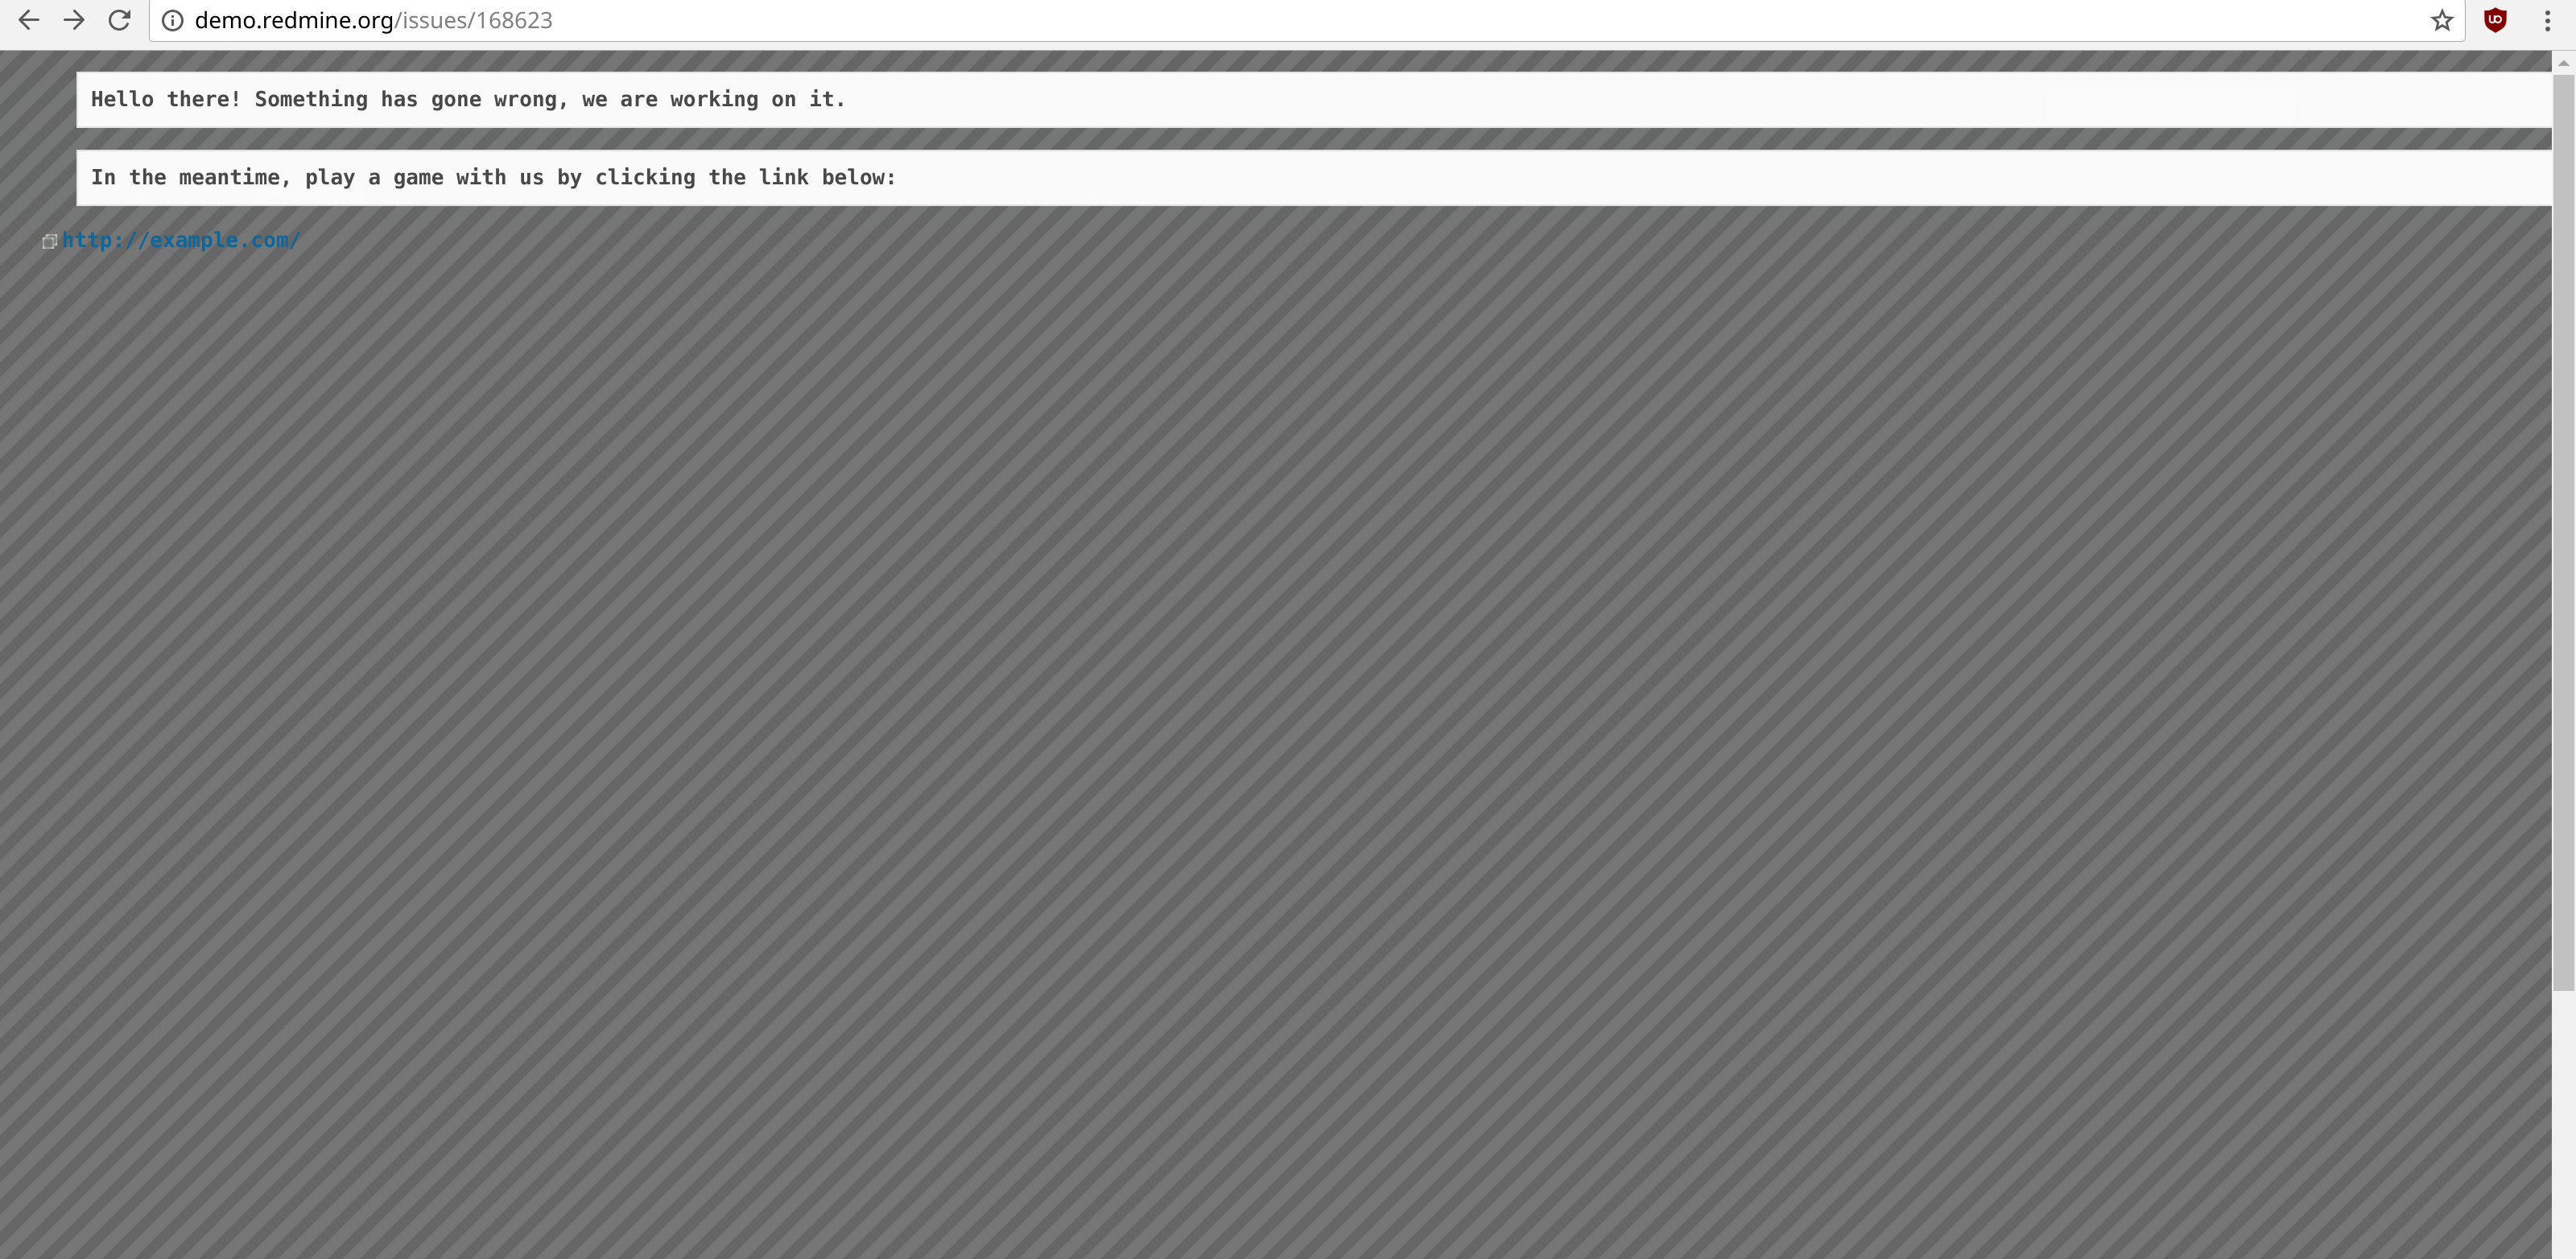 demo.redmine.org/issues/168623
Hello there! Something has gone wrong, we are working on it.
In the meantime, play a game with us by clicking the link below:
http://example.com/